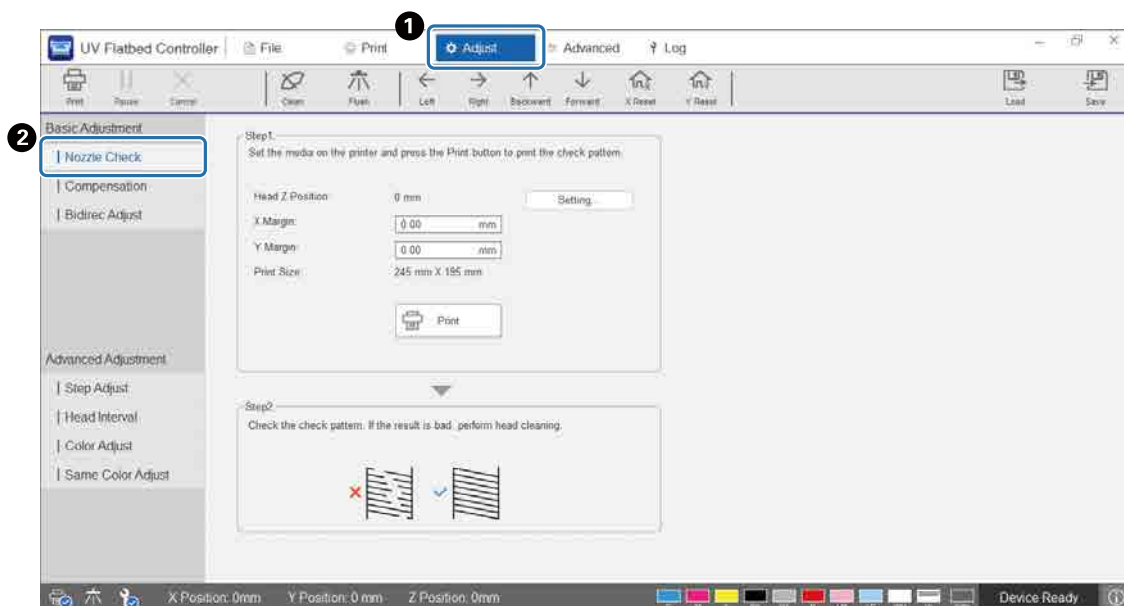 1
UV Flatbed Controller File Print Adjust Advanced Log
Print Pause Cancel Clean Flush Left Right Backward Forward X Reset Y Reset Load Save
2
Basic Adjustment
Nozzle Check
Compensation
Bidirec Adjust
Advanced Adjustment
Step Adjust
Head Interval
Color Adjust
Same Color Adjust
Step1.
Set the media on the printer and press the Print button to print the check pattern.
Head Z Position: 0 mm Setting.
X Margin: 0.00 mm
Y Margin: 0.00 mm
Print Size: 245 mm X 195 mm
Print
Step2.
Check the check pattern. If the result is bad, perform head cleaning.
X Position: 0mm Y Position: 0 mm Z Position: 0mm Device Ready